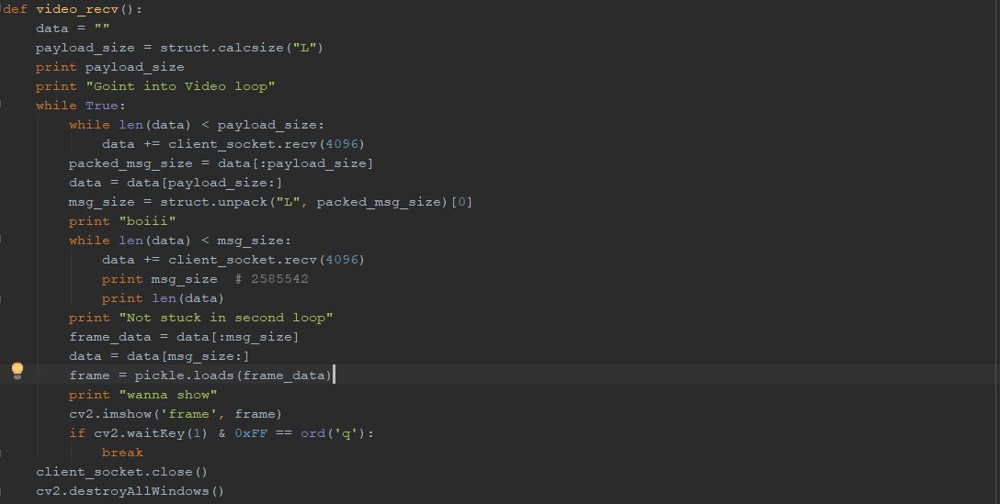 def video_recv():
    data = ""
    payload_size = struct.calcsize("L")
    print payload_size
    print "Goint into Video loop"
    while True:
        while len(data) < payload_size:
            data += client_socket.recv(4096)
        packed_msg_size = data[:payload_size]
        data = data[payload_size:]
        msg_size = struct.unpack("L", packed_msg_size)[0]
        print "boiii"
        while len(data) < msg_size:
            data += client_socket.recv(4096)
            print msg_size  # 2585542
            print len(data)
        print "Not stuck in second loop"
        frame_data = data[:msg_size]
        data = data[msg_size:]
        frame = pickle.loads(frame_data)
        print "wanna show"
        cv2.imshow('frame', frame)
        if cv2.waitKey(1) & 0xFF == ord('q'):
            break
    client_socket.close()
    cv2.destroyAllWindows()